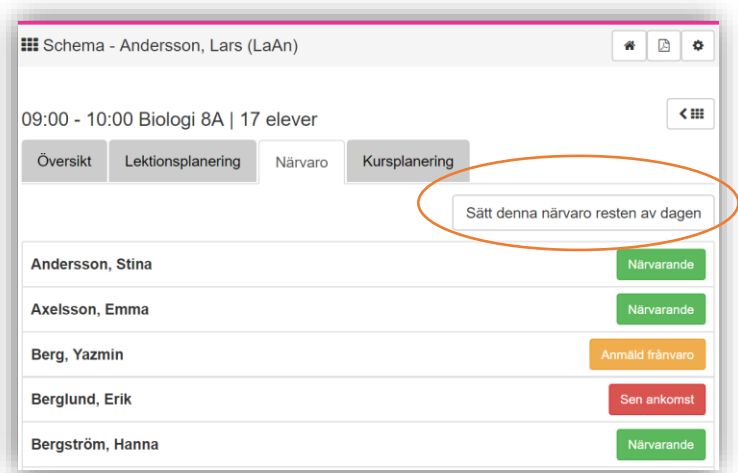 Schema - Andersson, Lars (LaAn)
09:00 - 10:00 Biologi 8A | 17 elever
Översikt Lektionsplanering Närvaro Kursplanering
Sätt denna närvaro resten av dagen
Andersson, Stina Närvarande
Axelsson, Emma Närvarande
Berg, Yazmin Anmäld frånvaro
Berglund, Erik Sen ankomst
Bergström, Hanna Närvarande